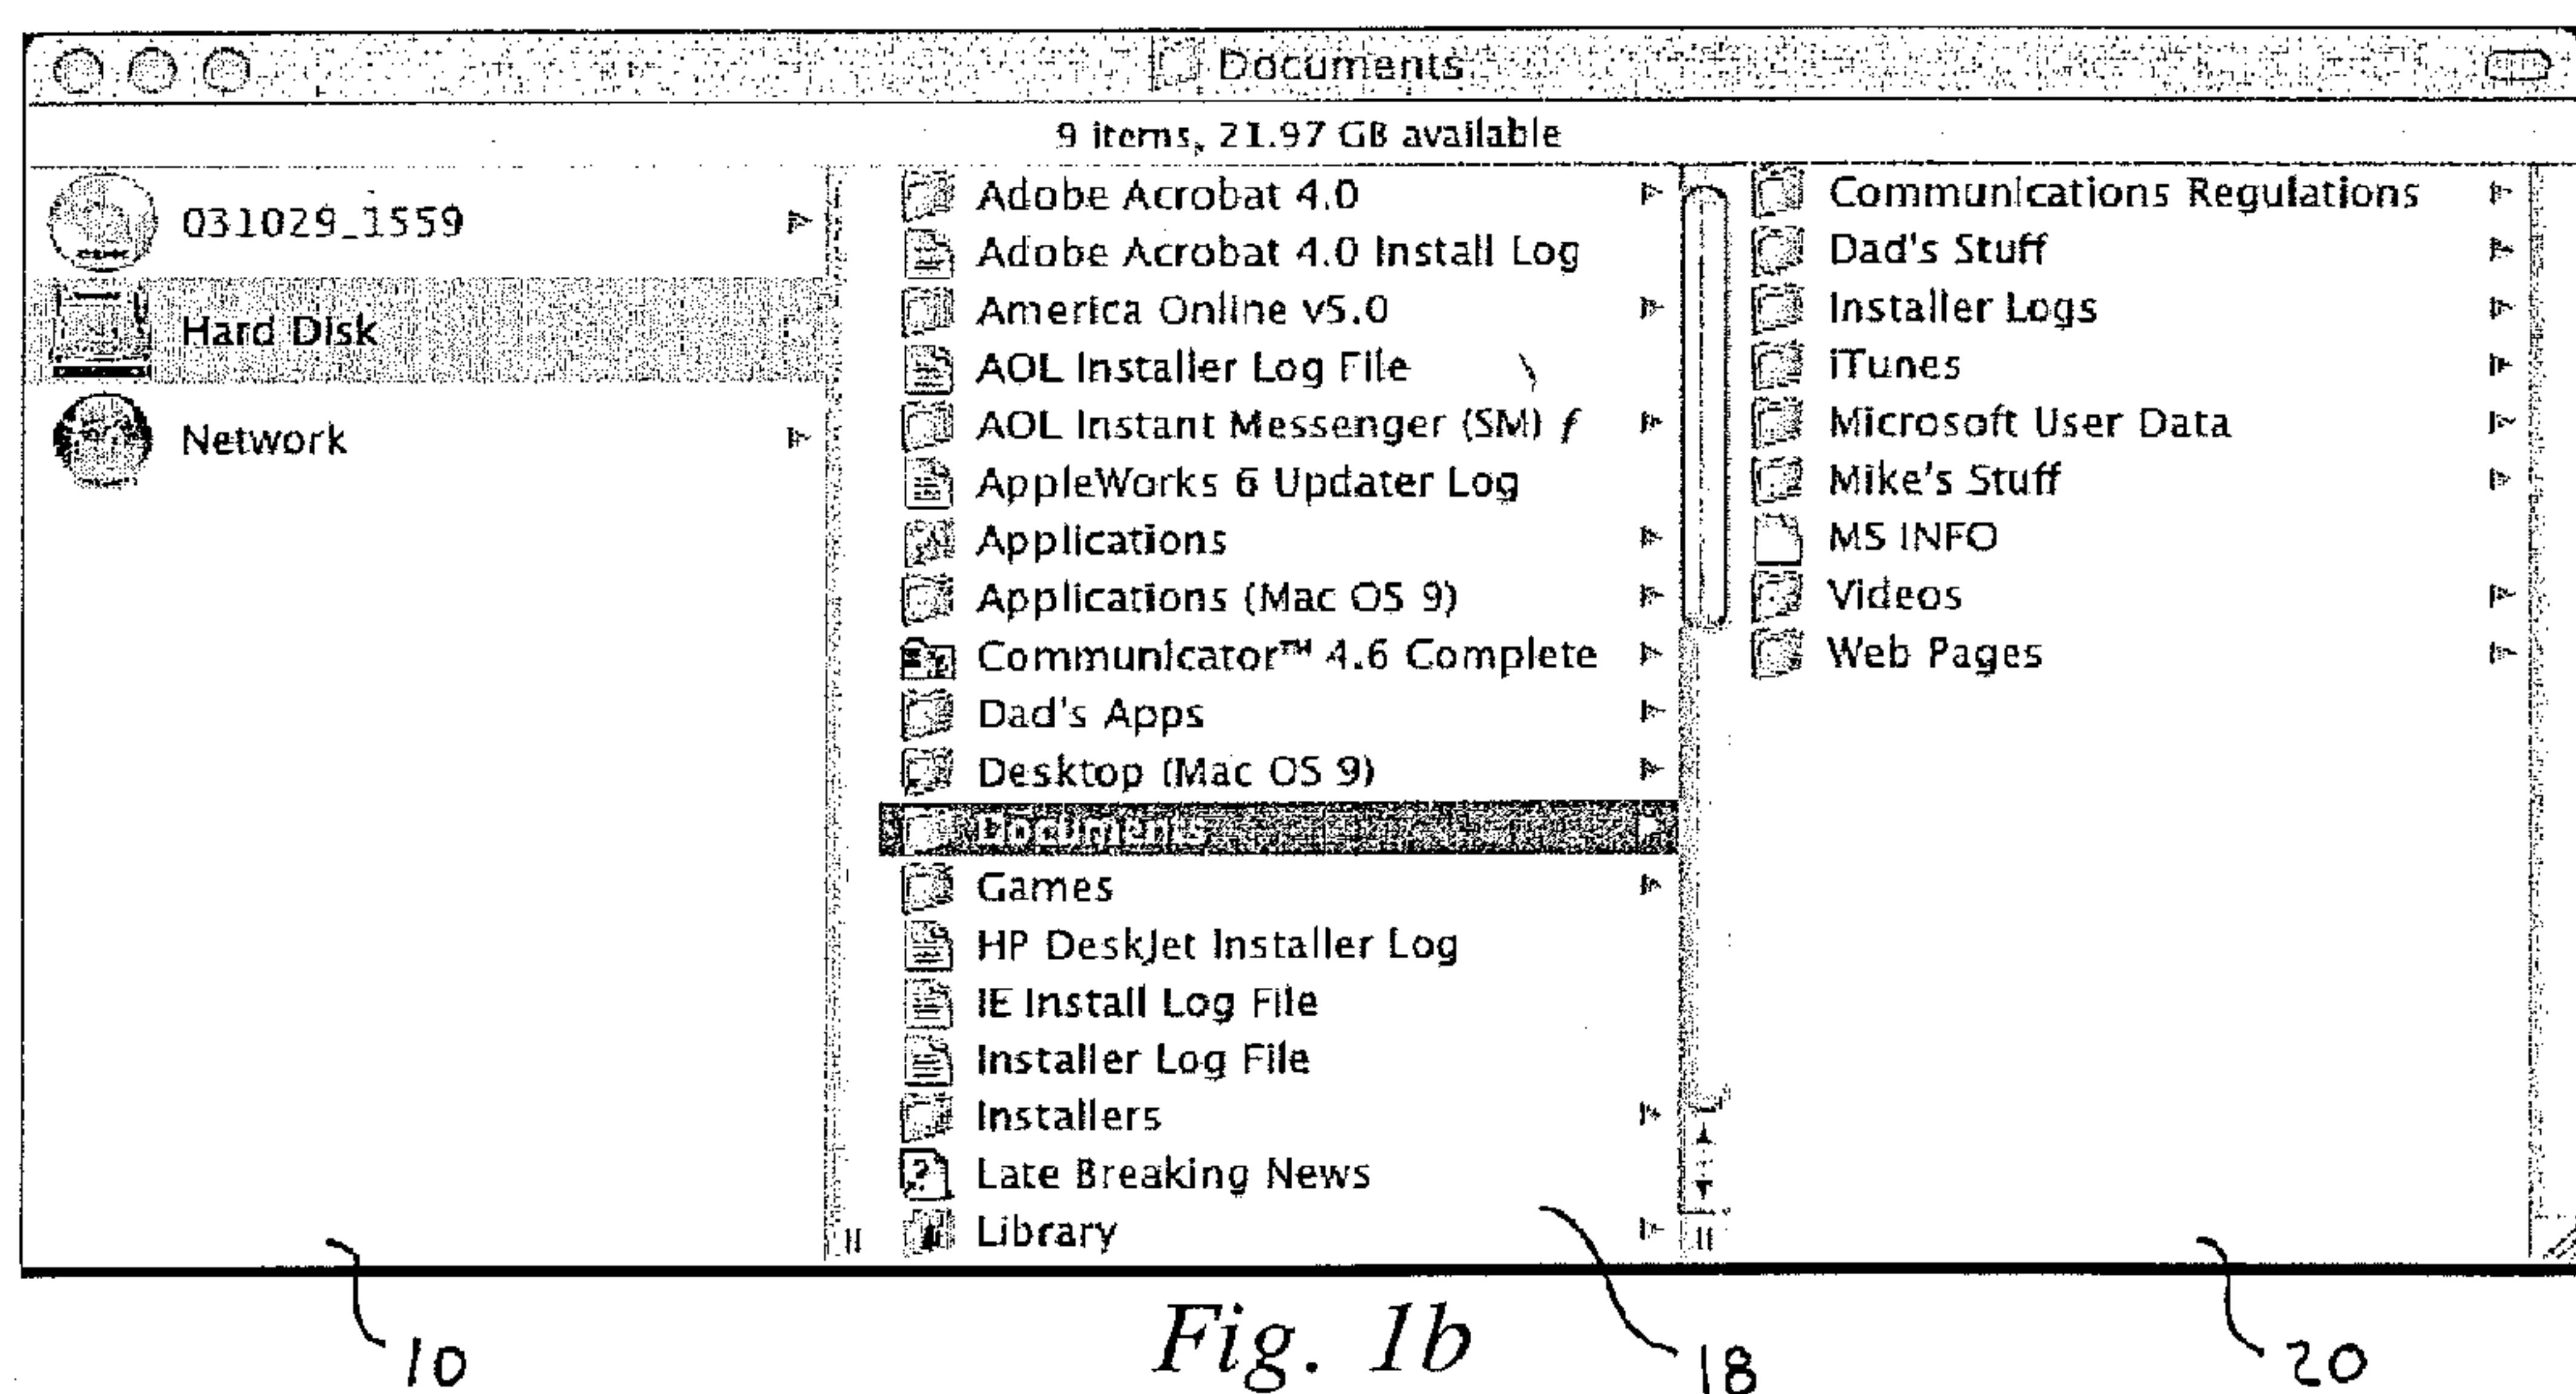 Documents
9 items, 21.97 GB available
031029_1559
Hard Disk
Network
Adobe Acrobat 4.0
Adobe Acrobat 4.0 Install Log
America Online v5.0
AOL Installer Log File
AOL Instant Messenger (SM) f
AppleWorks 6 Updater Log
Applications
Applications (Mac OS 9)
Communicator™ 4.6 Complete
Dad's Apps
Desktop (Mac OS 9)
Documents
Games
HP DeskJet Installer Log
IE Install Log File
Installer Log File
Installers
Late Breaking News
Library
Communications Regulations
Dad's Stuff
Installer Logs
iTunes
Microsoft User Data
Mike's Stuff
MS INFO
Videos
Web Pages
10
Fig. 1b
18
20